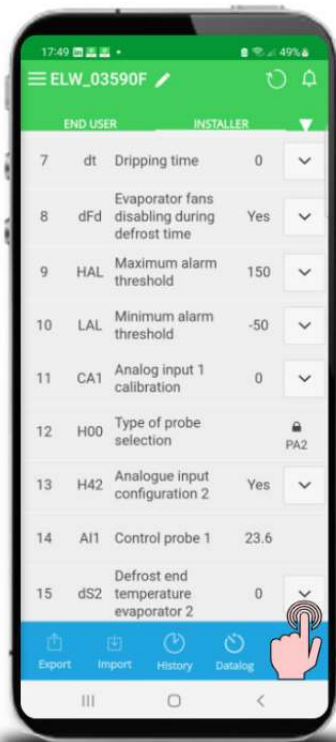 17:49 49%
ELW_03590F
END USER INSTALLER
7 dt Dripping time 0
8 dFd Evaporator fans disabling during defrost time Yes
9 HAL Maximum alarm threshold 150
10 LAL Minimum alarm threshold -50
11 CA1 Analog input 1 calibration 0
12 H00 Type of probe selection PA2
13 H42 Analogue input configuration 2 Yes
14 AI1 Control probe 1 23.6
15 dS2 Defrost end temperature evaporator 2 0
Export Import History Datalog